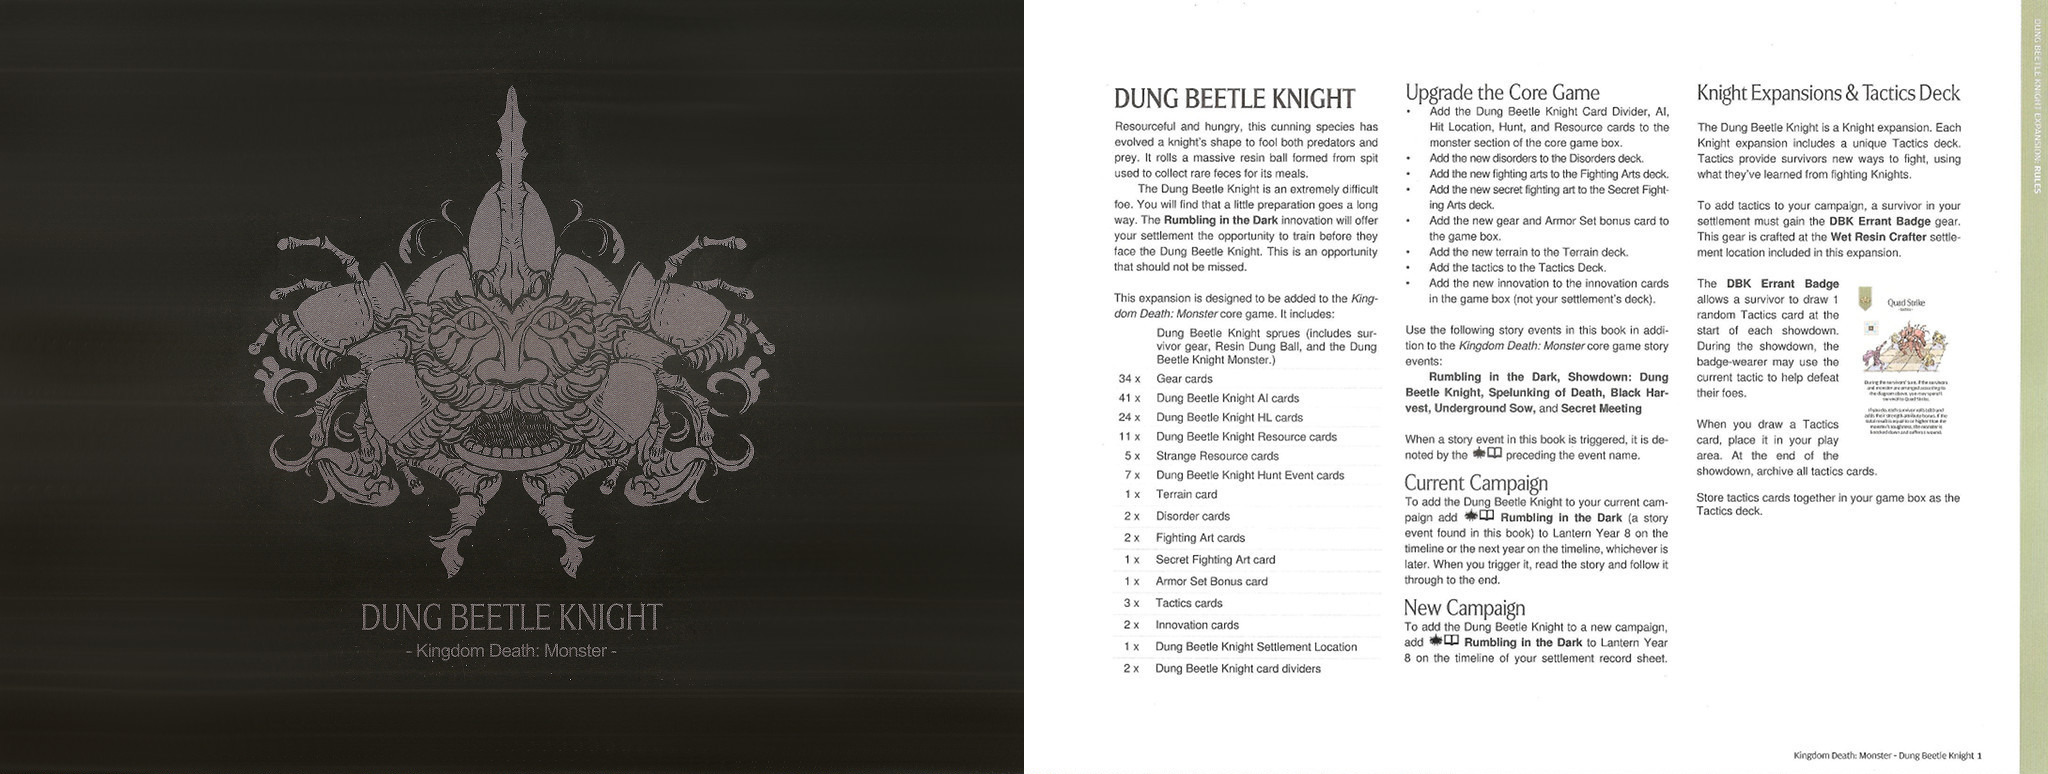 DUNG BEETLE KNIGHT
- Kingdom Death: Monster -
DUNG BEETLE KNIGHT
Resourceful and hungry, this cunning species has
evolved a knight's shape to fool both predators and
prey. It rolls a massive resin ball formed from spit
used to collect rare feces for its meals.
The Dung Beetle Knight is an extremely difficult
foe. You will find that a little preparation goes a long
way. The Rumbling in the Dark innovation will offer
your settlement the opportunity to train before they
face the Dung Beetle Knight. This is an opportunity
that should not be missed.
This expansion is designed to be added to the King-
dom Death: Monster core game. It includes:
Dung Beetle Knight sprues (includes sur-
vivor gear, Resin Dung Ball, and the Dung
Beetle Knight Monster.)
34 x Gear cards
41 x Dung Beetle Knight AI cards
24 x Dung Beetle Knight HL cards
11 x Dung Beetle Knight Resource cards
5 x Strange Resource cards
7 x Dung Beetle Knight Hunt Event cards
1 x Terrain card
2 x Disorder cards
2 x Fighting Art cards
1 x Secret Fighting Art card
1 x Armor Set Bonus card
3 x Tactics cards
2 x Innovation cards
1 x Dung Beetle Knight Settlement Location
2 x Dung Beetle Knight card dividers
Upgrade the Core Game
• Add the Dung Beetle Knight Card Divider, AI,
Hit Location, Hunt, and Resource cards to the
monster section of the core game box.
• Add the new disorders to the Disorders deck.
• Add the new fighting arts to the Fighting Arts deck.
• Add the new secret fighting art to the Secret Fight-
ing Arts deck.
• Add the new gear and Armor Set bonus card to
the game box.
• Add the new terrain to the Terrain deck.
• Add the tactics to the Tactics Deck.
• Add the new innovation to the innovation cards
in the game box (not your settlement's deck).
Use the following story events in this book in addi-
tion to the Kingdom Death: Monster core game story
events:
Rumbling in the Dark, Showdown: Dung
Beetle Knight, Spelunking of Death, Black Har-
vest, Underground Sow, and Secret Meeting
When a story event in this book is triggered, it is de-
noted by the preceding the event name.
Current Campaign
To add the Dung Beetle Knight to your current cam-
paign add Rumbling in the Dark (a story
event found in this book) to Lantern Year 8 on the
timeline or the next year on the timeline, whichever is
later. When you trigger it, read the story and follow it
through to the end.
New Campaign
To add the Dung Beetle Knight to a new campaign,
add Rumbling in the Dark to Lantern Year
8 on the timeline of your settlement record sheet.
Knight Expansions & Tactics Deck
The Dung Beetle Knight is a Knight expansion. Each
Knight expansion includes a unique Tactics deck.
Tactics provide survivors new ways to fight, using
what they've learned from fighting Knights.
To add tactics to your campaign, a survivor in your
settlement must gain the DBK Errant Badge gear.
This gear is crafted at the Wet Resin Crafter settle-
ment location included in this expansion.
The DBK Errant Badge
allows a survivor to draw 1
random Tactics card at the
start of each showdown.
During the showdown, the
badge-wearer may use the
current tactic to help defeat
their foes.
When you draw a Tactics
card, place it in your play
area. At the end of the
showdown, archive all tactics cards.
Store tactics cards together in your game box as the
Tactics deck.
Quad Strike
DUNG BEETLE KNIGHT EXPANSION: RULES
Kingdom Death: Monster - Dung Beetle Knight 1